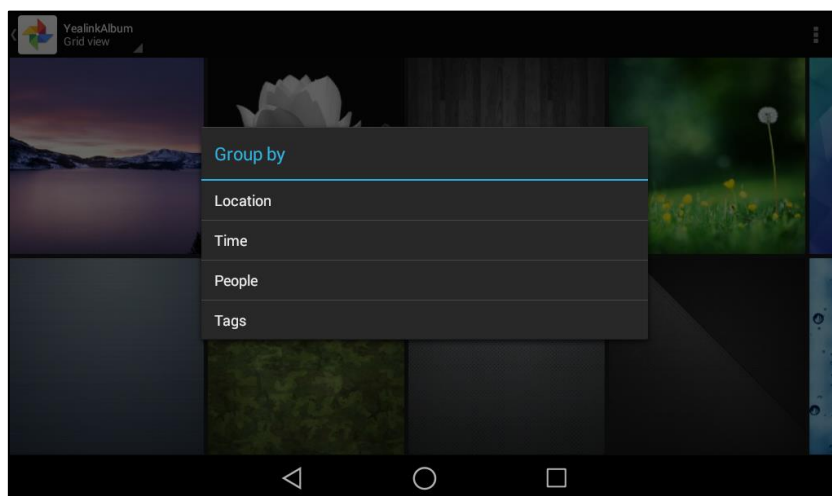 YealinkAlbum
Grid view
Group by
Location
Time
People
Tags